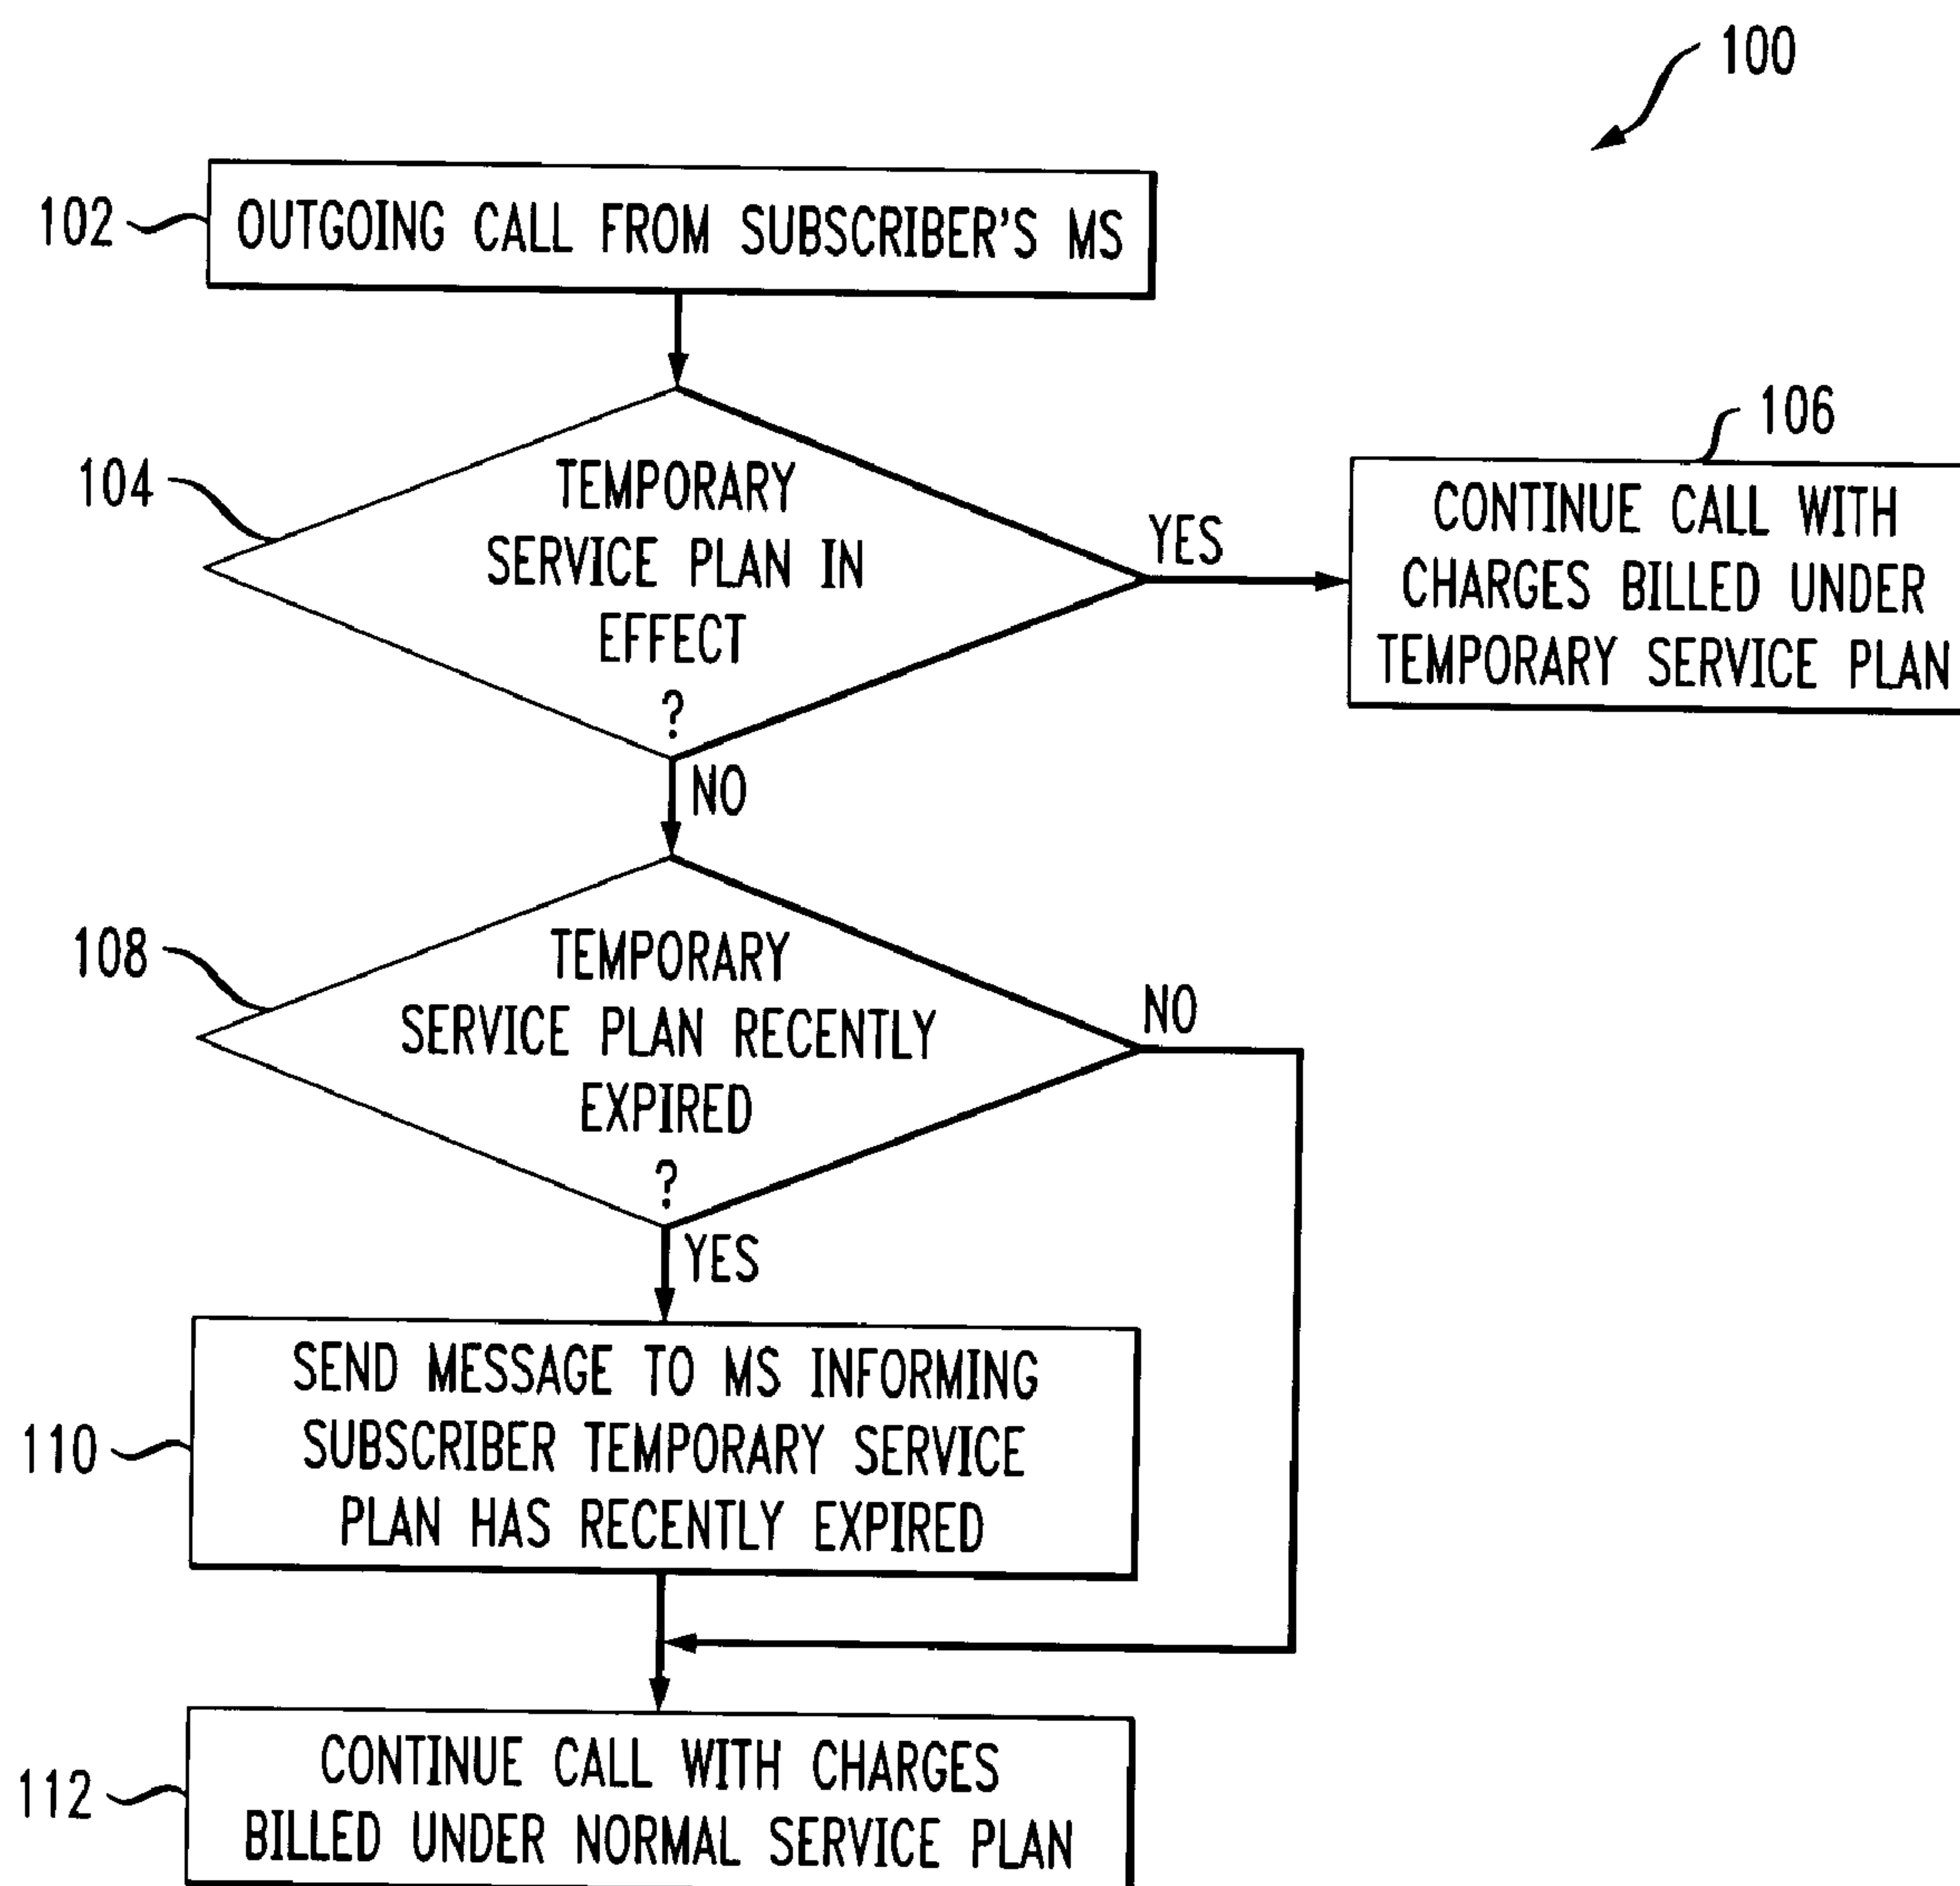 100
102
OUTGOING CALL FROM SUBSCRIBER'S MS
104
TEMPORARY
SERVICE PLAN IN
EFFECT
?
YES
106
CONTINUE CALL WITH
CHARGES BILLED UNDER
TEMPORARY SERVICE PLAN
NO
108
TEMPORARY
SERVICE PLAN RECENTLY
EXPIRED
?
NO
YES
110
SEND MESSAGE TO MS INFORMING
SUBSCRIBER TEMPORARY SERVICE
PLAN HAS RECENTLY EXPIRED
112
CONTINUE CALL WITH CHARGES
BILLED UNDER NORMAL SERVICE PLAN